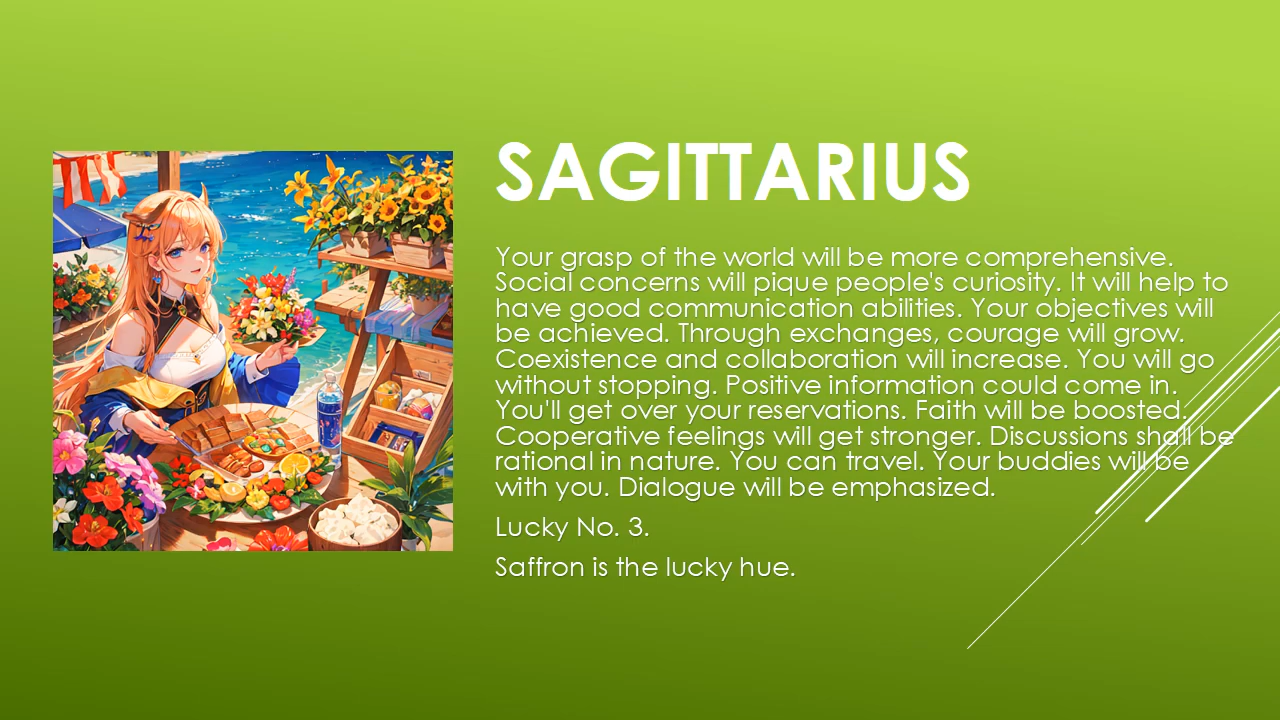 SAGITTARIUS
Your grasp of the world will be more comprehensive.
Social concerns will pique people's curiosity. It will help to
have good communication abilities. Your objectives will
be achieved. Through exchanges, courage will grow.
Coexistence and collaboration will increase. You will go
without stopping. Positive information could come in.
You'll get over your reservations. Faith will be boosted.
Cooperative feelings will get stronger. Discussions shall be
rational in nature. You can travel. Your buddies will be
with you. Dialogue will be emphasized.
Lucky No. 3.
Saffron is the lucky hue.